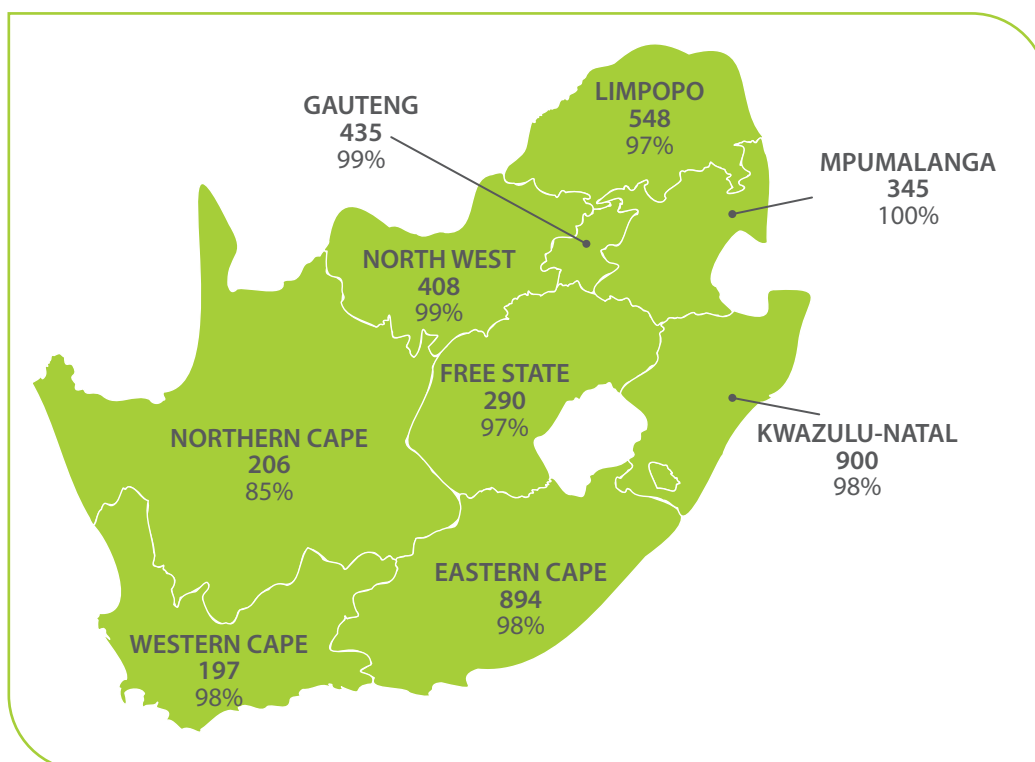 LIMPOPO
548
97%
GAUTENG
435
99%
MPUMALANGA
345
100%
NORTH WEST
408
99%
FREE STATE
290
97%
KWAZULU-NATAL
900
98%
NORTHERN CAPE
206
85%
EASTERN CAPE
894
98%
WESTERN CAPE
197
98%